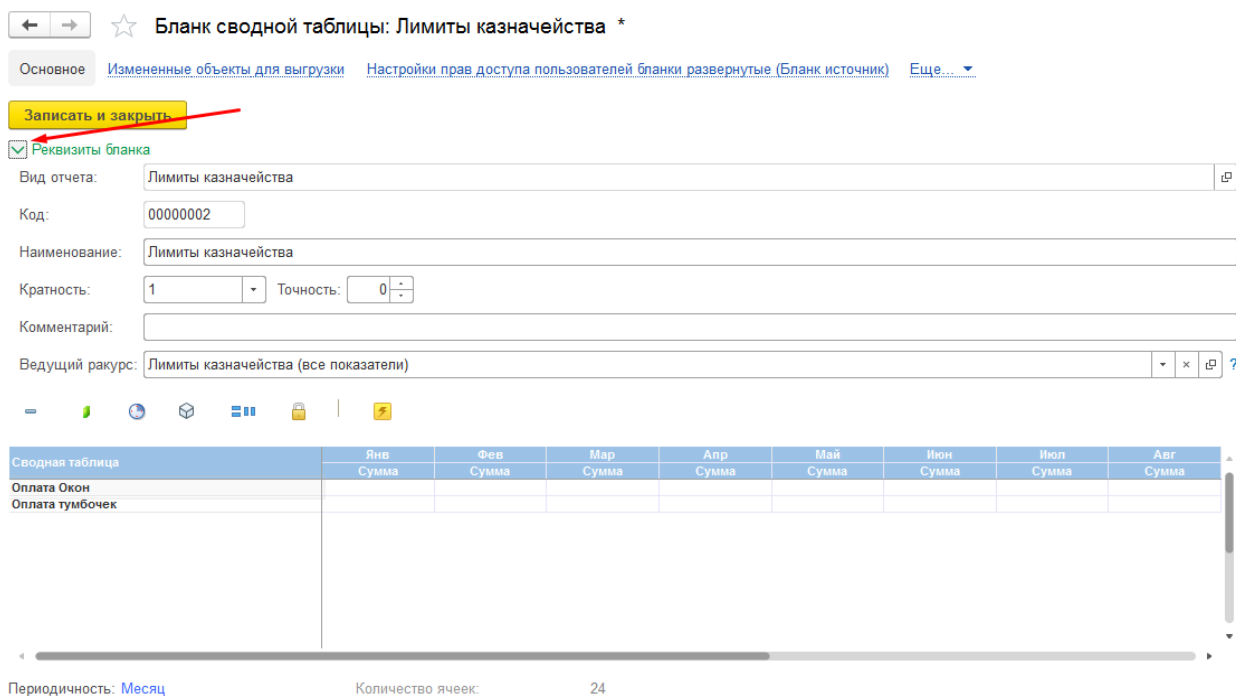 Бланк сводной таблицы: Лимиты казначейства *
Основное Измененные объекты для выгрузки Настройки прав доступа пользователей бланки развернутые (Бланк источник) Еще...
Записать и закрыть
Реквизиты бланка
Вид отчета: Лимиты казначейства
Код: 00000002
Наименование: Лимиты казначейства
Кратность: 1 Точность: 0
Комментарий:
Ведущий ракурс: Лимиты казначейства (все показатели) ?
Сводная таблица Янв Фев Мар Апр Май Июн Июл Авг
Сумма Сумма Сумма Сумма Сумма Сумма Сумма Сумма
Оплата Окон
Оплата тумбочек
Периодичность: Месяц Количество ячеек: 24